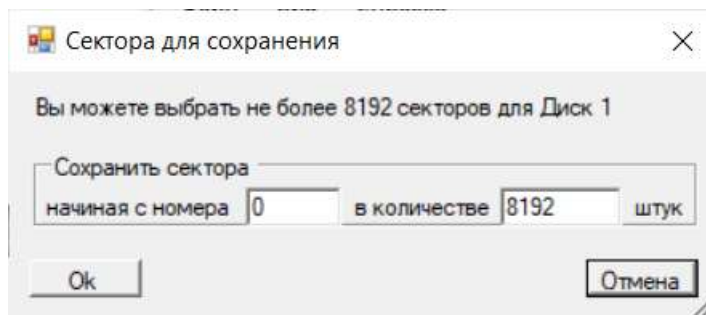 Сектора для сохранения
Вы можете выбрать не более 8192 секторов для Диск 1
Сохранить сектора
начиная с номера 0 в количестве 8192 штук
Ok Отмена